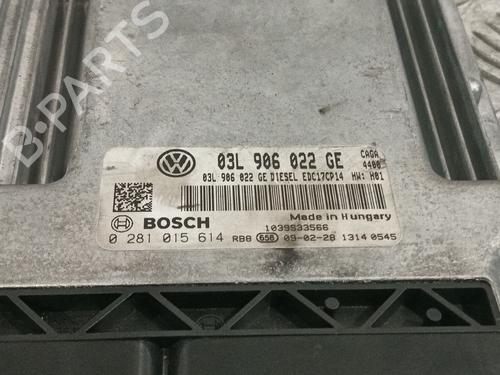 B-PARTS
03L 906 022 GE CAGA
4400
03L 906 022 GE DIESEL EDC17CP14 HW: H01
BOSCH Made in Hungary
1039S33566
0 281 015 614 RB8 658 09-02-28 1314 0545